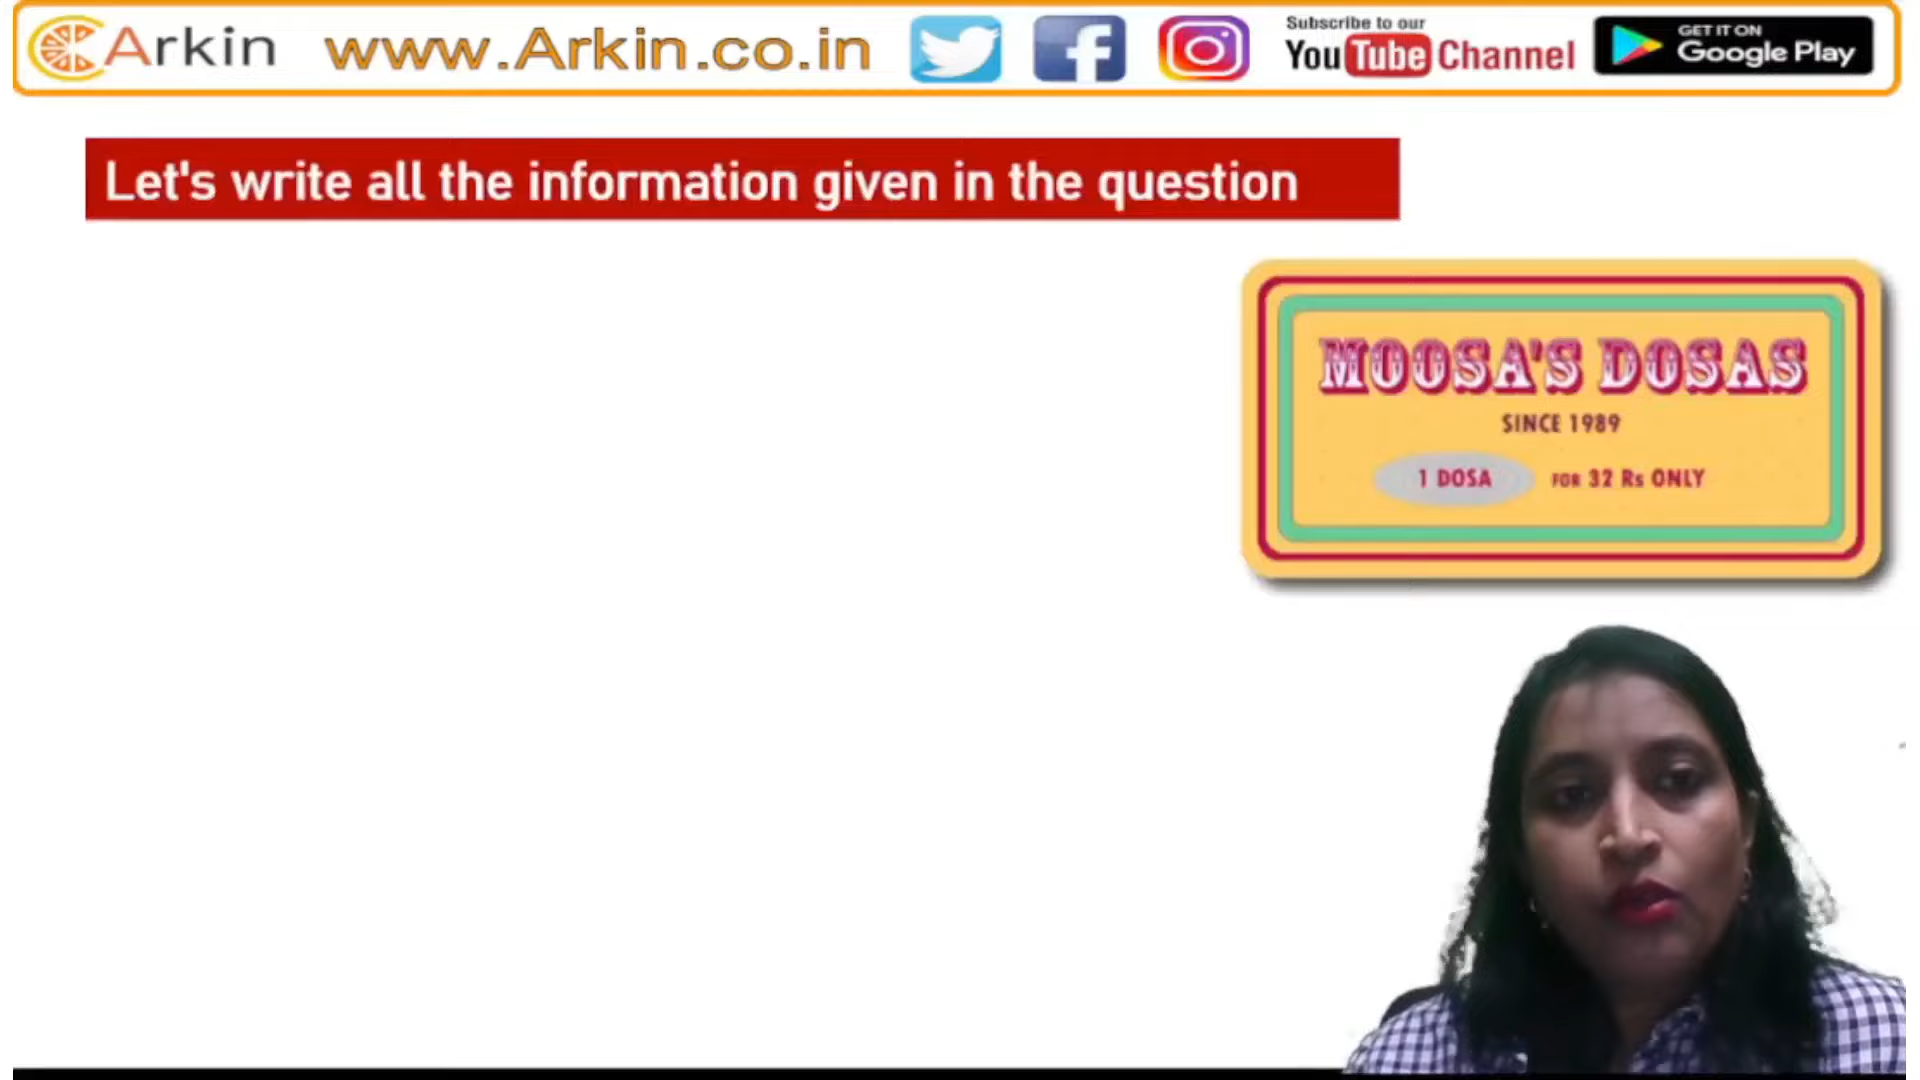 Arkin
www.Arkin.co.in
Subscribe to our
YouTube Channel
GET IT ON
Google Play
Let's write all the information given in the question
MOOSA'S DOSAS
SINCE 1989
1 DOSA FOR 32 Rs ONLY